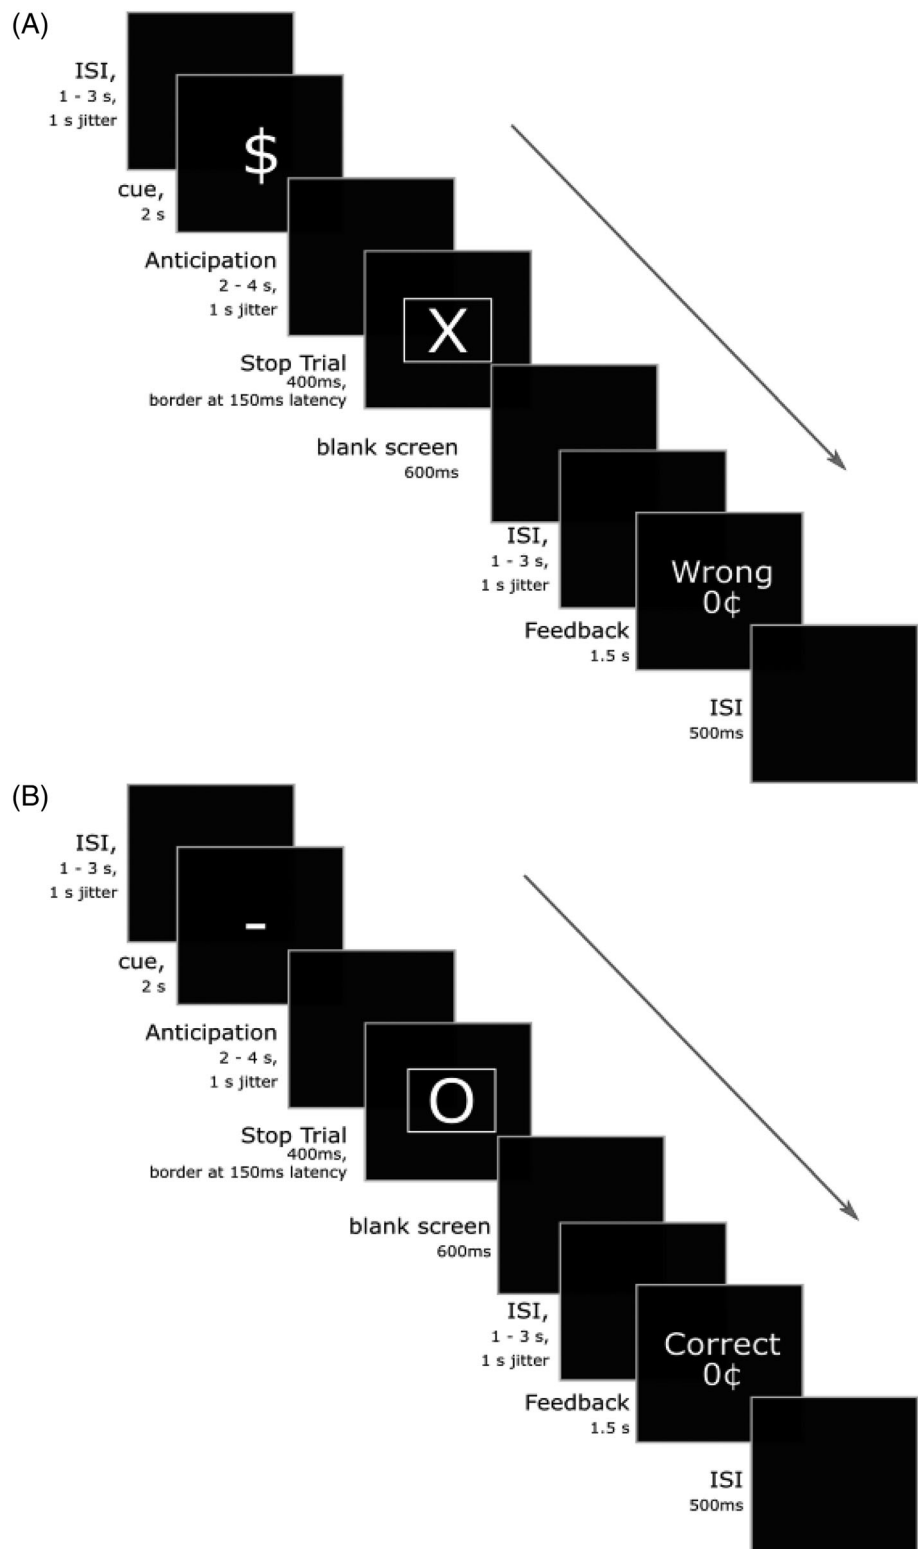 (A)
ISI,
1 - 3 s,
1 s jitter
$
cue,
2 s
Anticipation
2 - 4 s,
1 s jitter
X
Stop Trial
400ms,
border at 150ms latency
blank screen
600ms
ISI,
1 - 3 s,
1 s jitter
Wrong
0¢
Feedback
1.5 s
ISI
500ms
(B)
ISI,
1 - 3 s,
1 s jitter
-
cue,
2 s
Anticipation
2 - 4 s,
1 s jitter
O
Stop Trial
400ms,
border at 150ms latency
blank screen
600ms
ISI,
1 - 3 s,
1 s jitter
Correct
0¢
Feedback
1.5 s
ISI
500ms